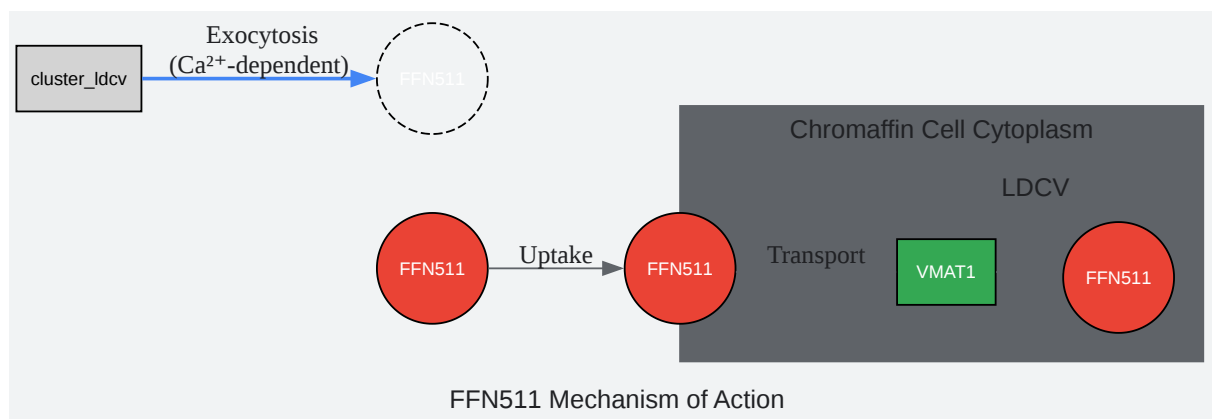 Exocytosis
(Ca²⁺-dependent)
cluster_ldcv
FFN511
Chromaffin Cell Cytoplasm
LDCV
FFN511
Uptake
FFN511
Transport
VMAT1
FFN511
FFN511 Mechanism of Action